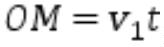 OM = v₁t